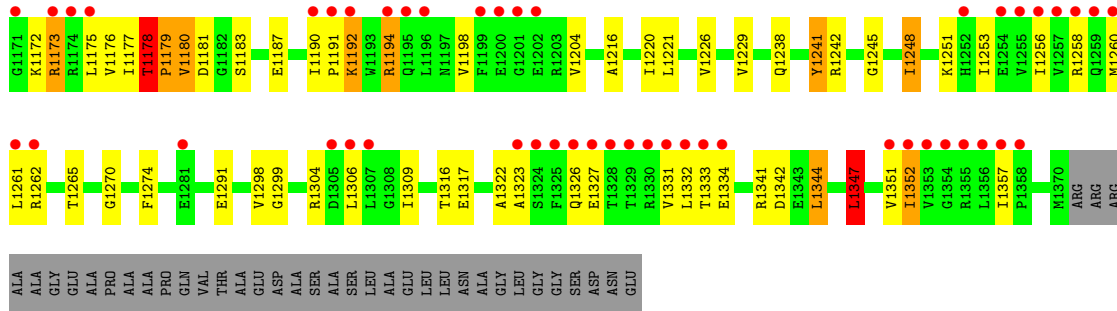 G1171 K1172 R1173 R1174 L1175 V1176 I1177 T1178 P1179 V1180 D1181 G1182 S1183 E1187 I1190 P1191 K1192 W1193 R1194 Q1195 L1196 N1197 V1198 F1199 E1200 G1201 E1202 R1203 V1204 A1216 I1220 L1221 V1226 V1229 Q1238 Y1241 R1242 G1245 I1248 K1251 H1252 I1253 E1254 V1255 I1256 V1257 R1258 Q1259 M1260
L1261 R1262 T1265 G1270 F1274 E1281 E1291 V1298 G1299 R1304 D1305 L1306 L1307 G1308 I1309 T1316 E1317 A1322 A1323 S1324 F1325 Q1326 E1327 T1328 T1329 R1330 V1331 L1332 T1333 E1334 R1341 D1342 E1343 L1344 L1347 V1351 I1352 V1353 G1354 R1355 L1356 I1357 P1358 M1370 ARG ARG ARG
ALA ALA GLY GLU ALA PRO ALA ALA PRO GLN VAL THR ALA GLU ASP ALA SER ALA SER LEU ALA GLU LEU LEU ASN ALA GLY LEU GLY GLY SER ASP ASN GLU